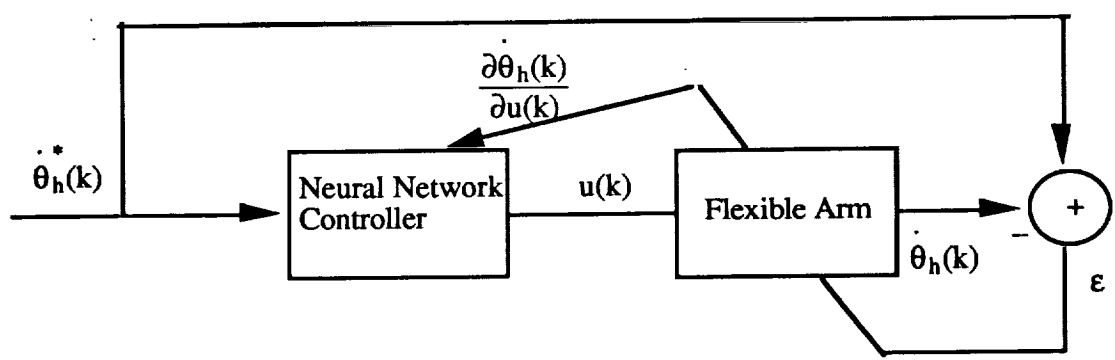 ∂θ̇ₕ(k)
∂u(k)
θ̇*ₕ(k)
Neural Network
Controller
u(k)
Flexible Arm
+
−
θ̇ₕ(k)
ε